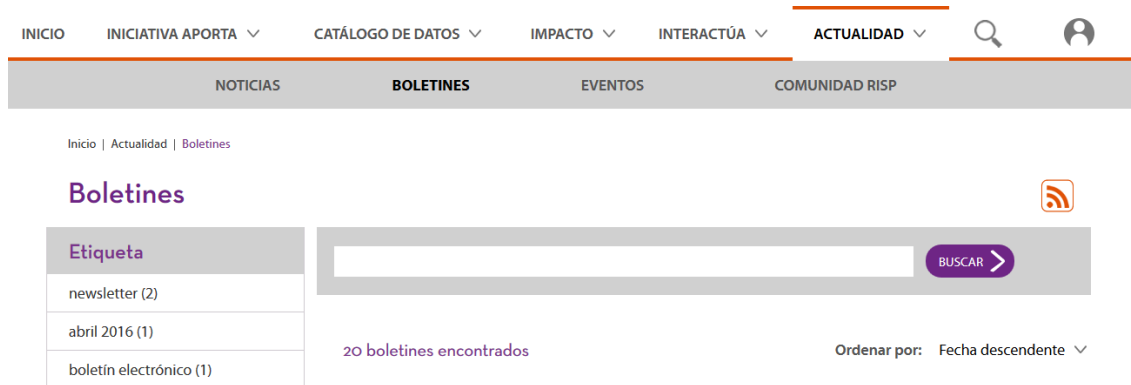 INICIO INICIATIVA APORTA CATÁLOGO DE DATOS IMPACTO INTERACTÚA ACTUALIDAD
NOTICIAS BOLETINES EVENTOS COMUNIDAD RISP
Inicio | Actualidad | Boletines
Boletines
Etiqueta
BUSCAR
newsletter (2)
abril 2016 (1)
20 boletines encontrados Ordenar por: Fecha descendente
boletín electrónico (1)